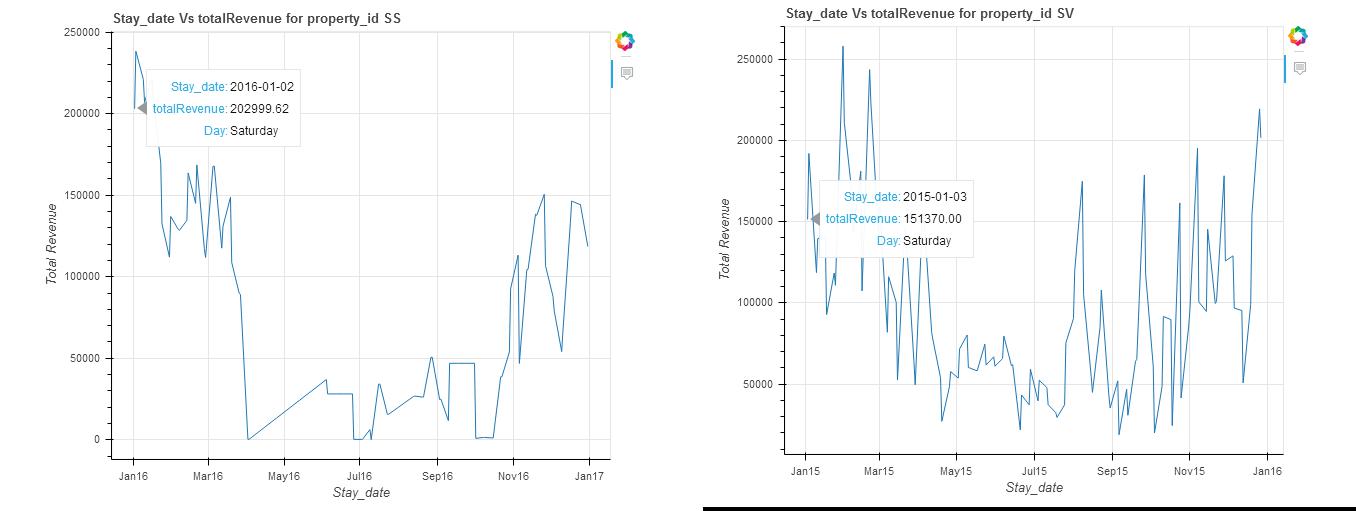 Stay_date Vs totalRevenue for property_id SS
250000
200000
150000
100000
50000
0
Total Revenue
Stay_date: 2016-01-02
totalRevenue: 202999.62
Day: Saturday
Jan16 Mar16 May16 Jul16 Sep16 Nov16 Jan17
Stay_date
Stay_date Vs totalRevenue for property_id SV
250000
200000
150000
100000
50000
Total Revenue
Stay_date: 2015-01-03
totalRevenue: 151370.00
Day: Saturday
Jan15 Mar15 May15 Jul15 Sep15 Nov15 Jan16
Stay_date